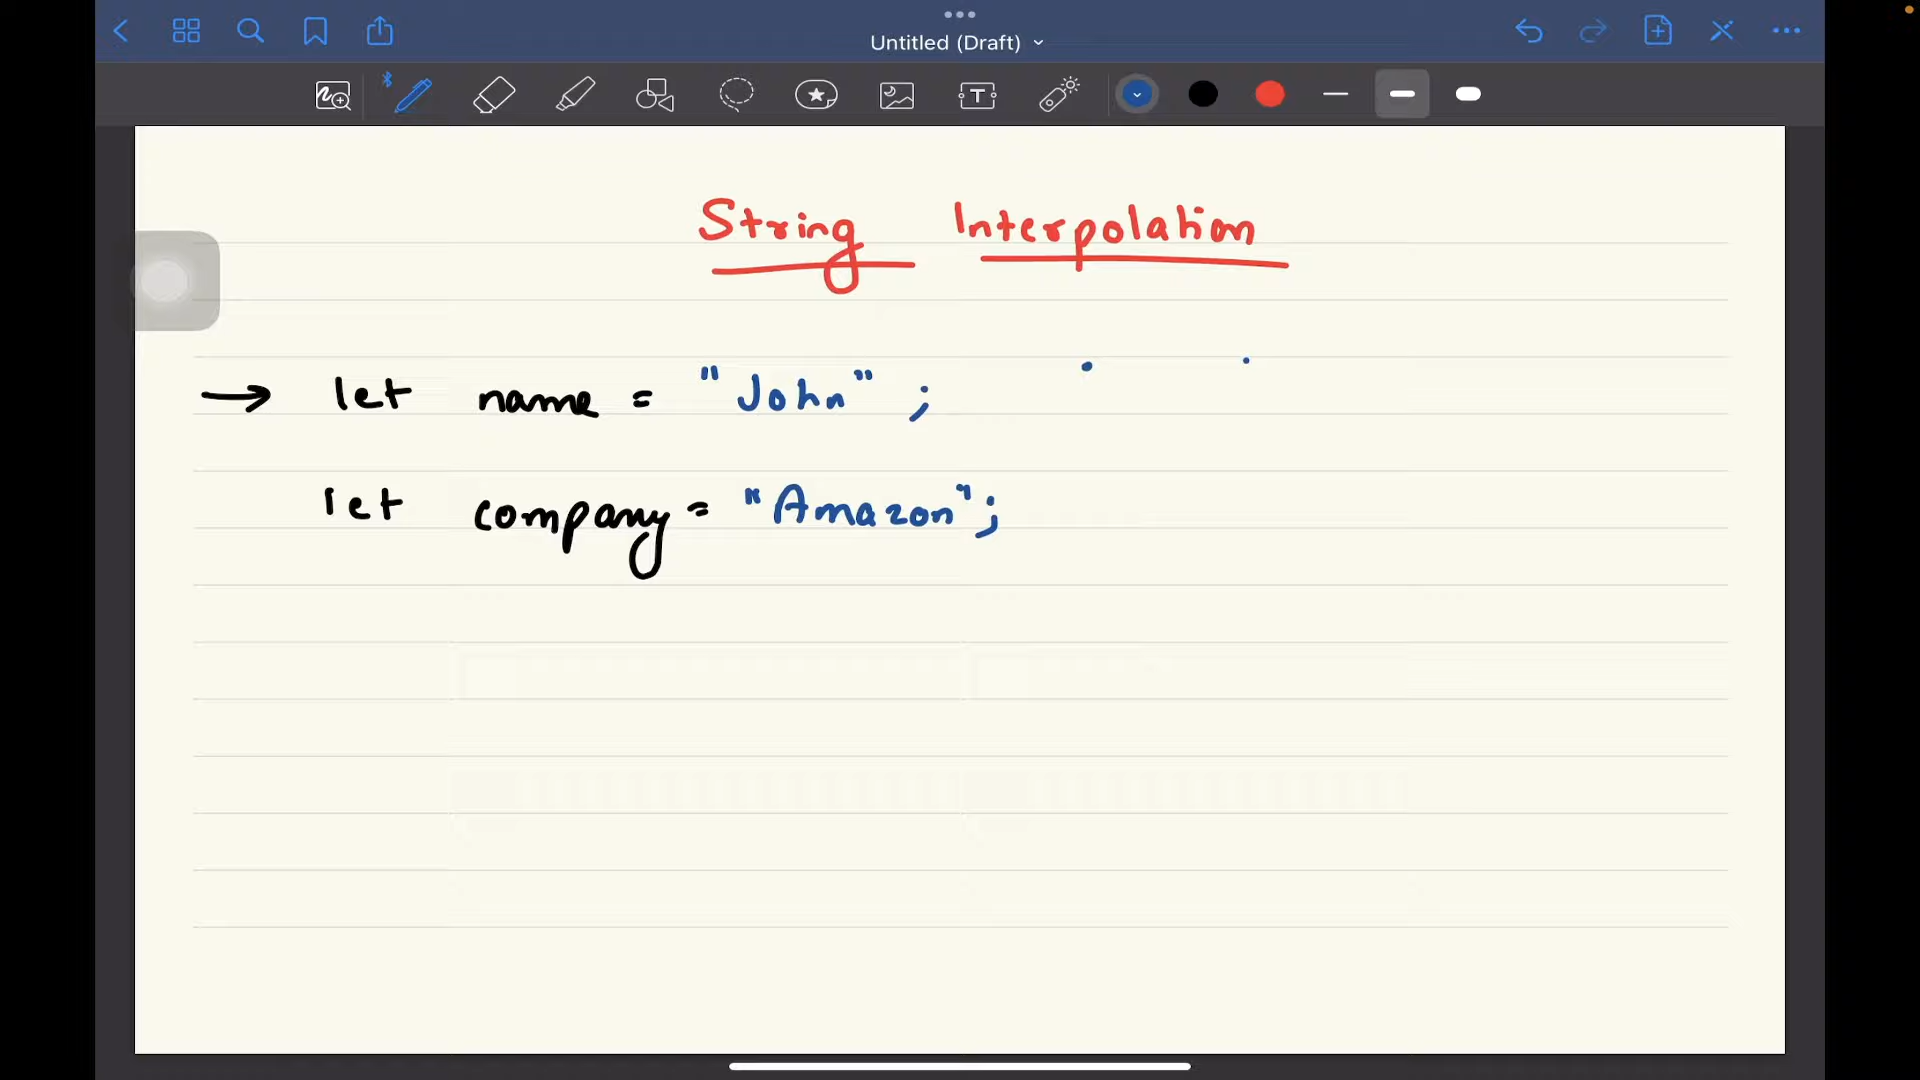 Untitled (Draft)
String Interpolation
→ let name = "John" ;
let company = "Amazon";